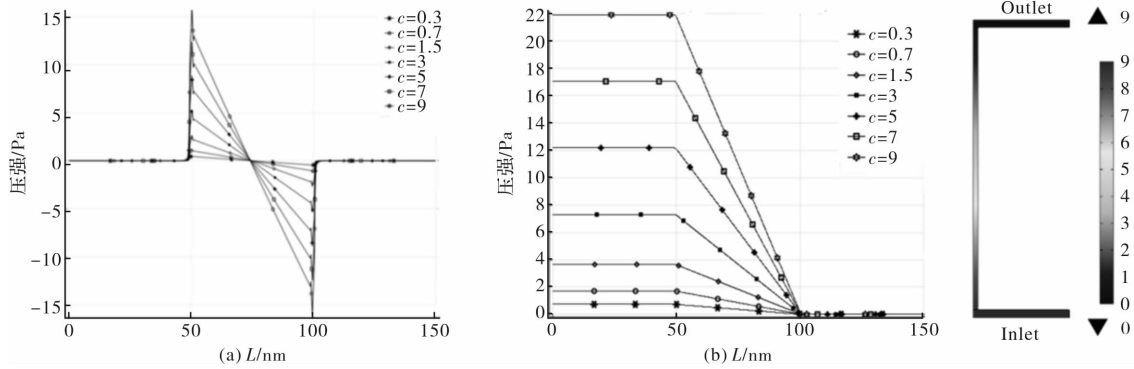 15
10
5
0
−5
−10
−15
压强/Pa
0
50
100
150
(a) L/nm
c=0.3
c=0.7
c=1.5
c=3
c=5
c=7
c=9
22
20
18
16
14
12
10
8
6
4
2
0
压强/Pa
0
50
100
150
(b) L/nm
c=0.3
c=0.7
c=1.5
c=3
c=5
c=7
c=9
Outlet
Inlet
9
9
8
7
6
5
4
3
2
1
0
0